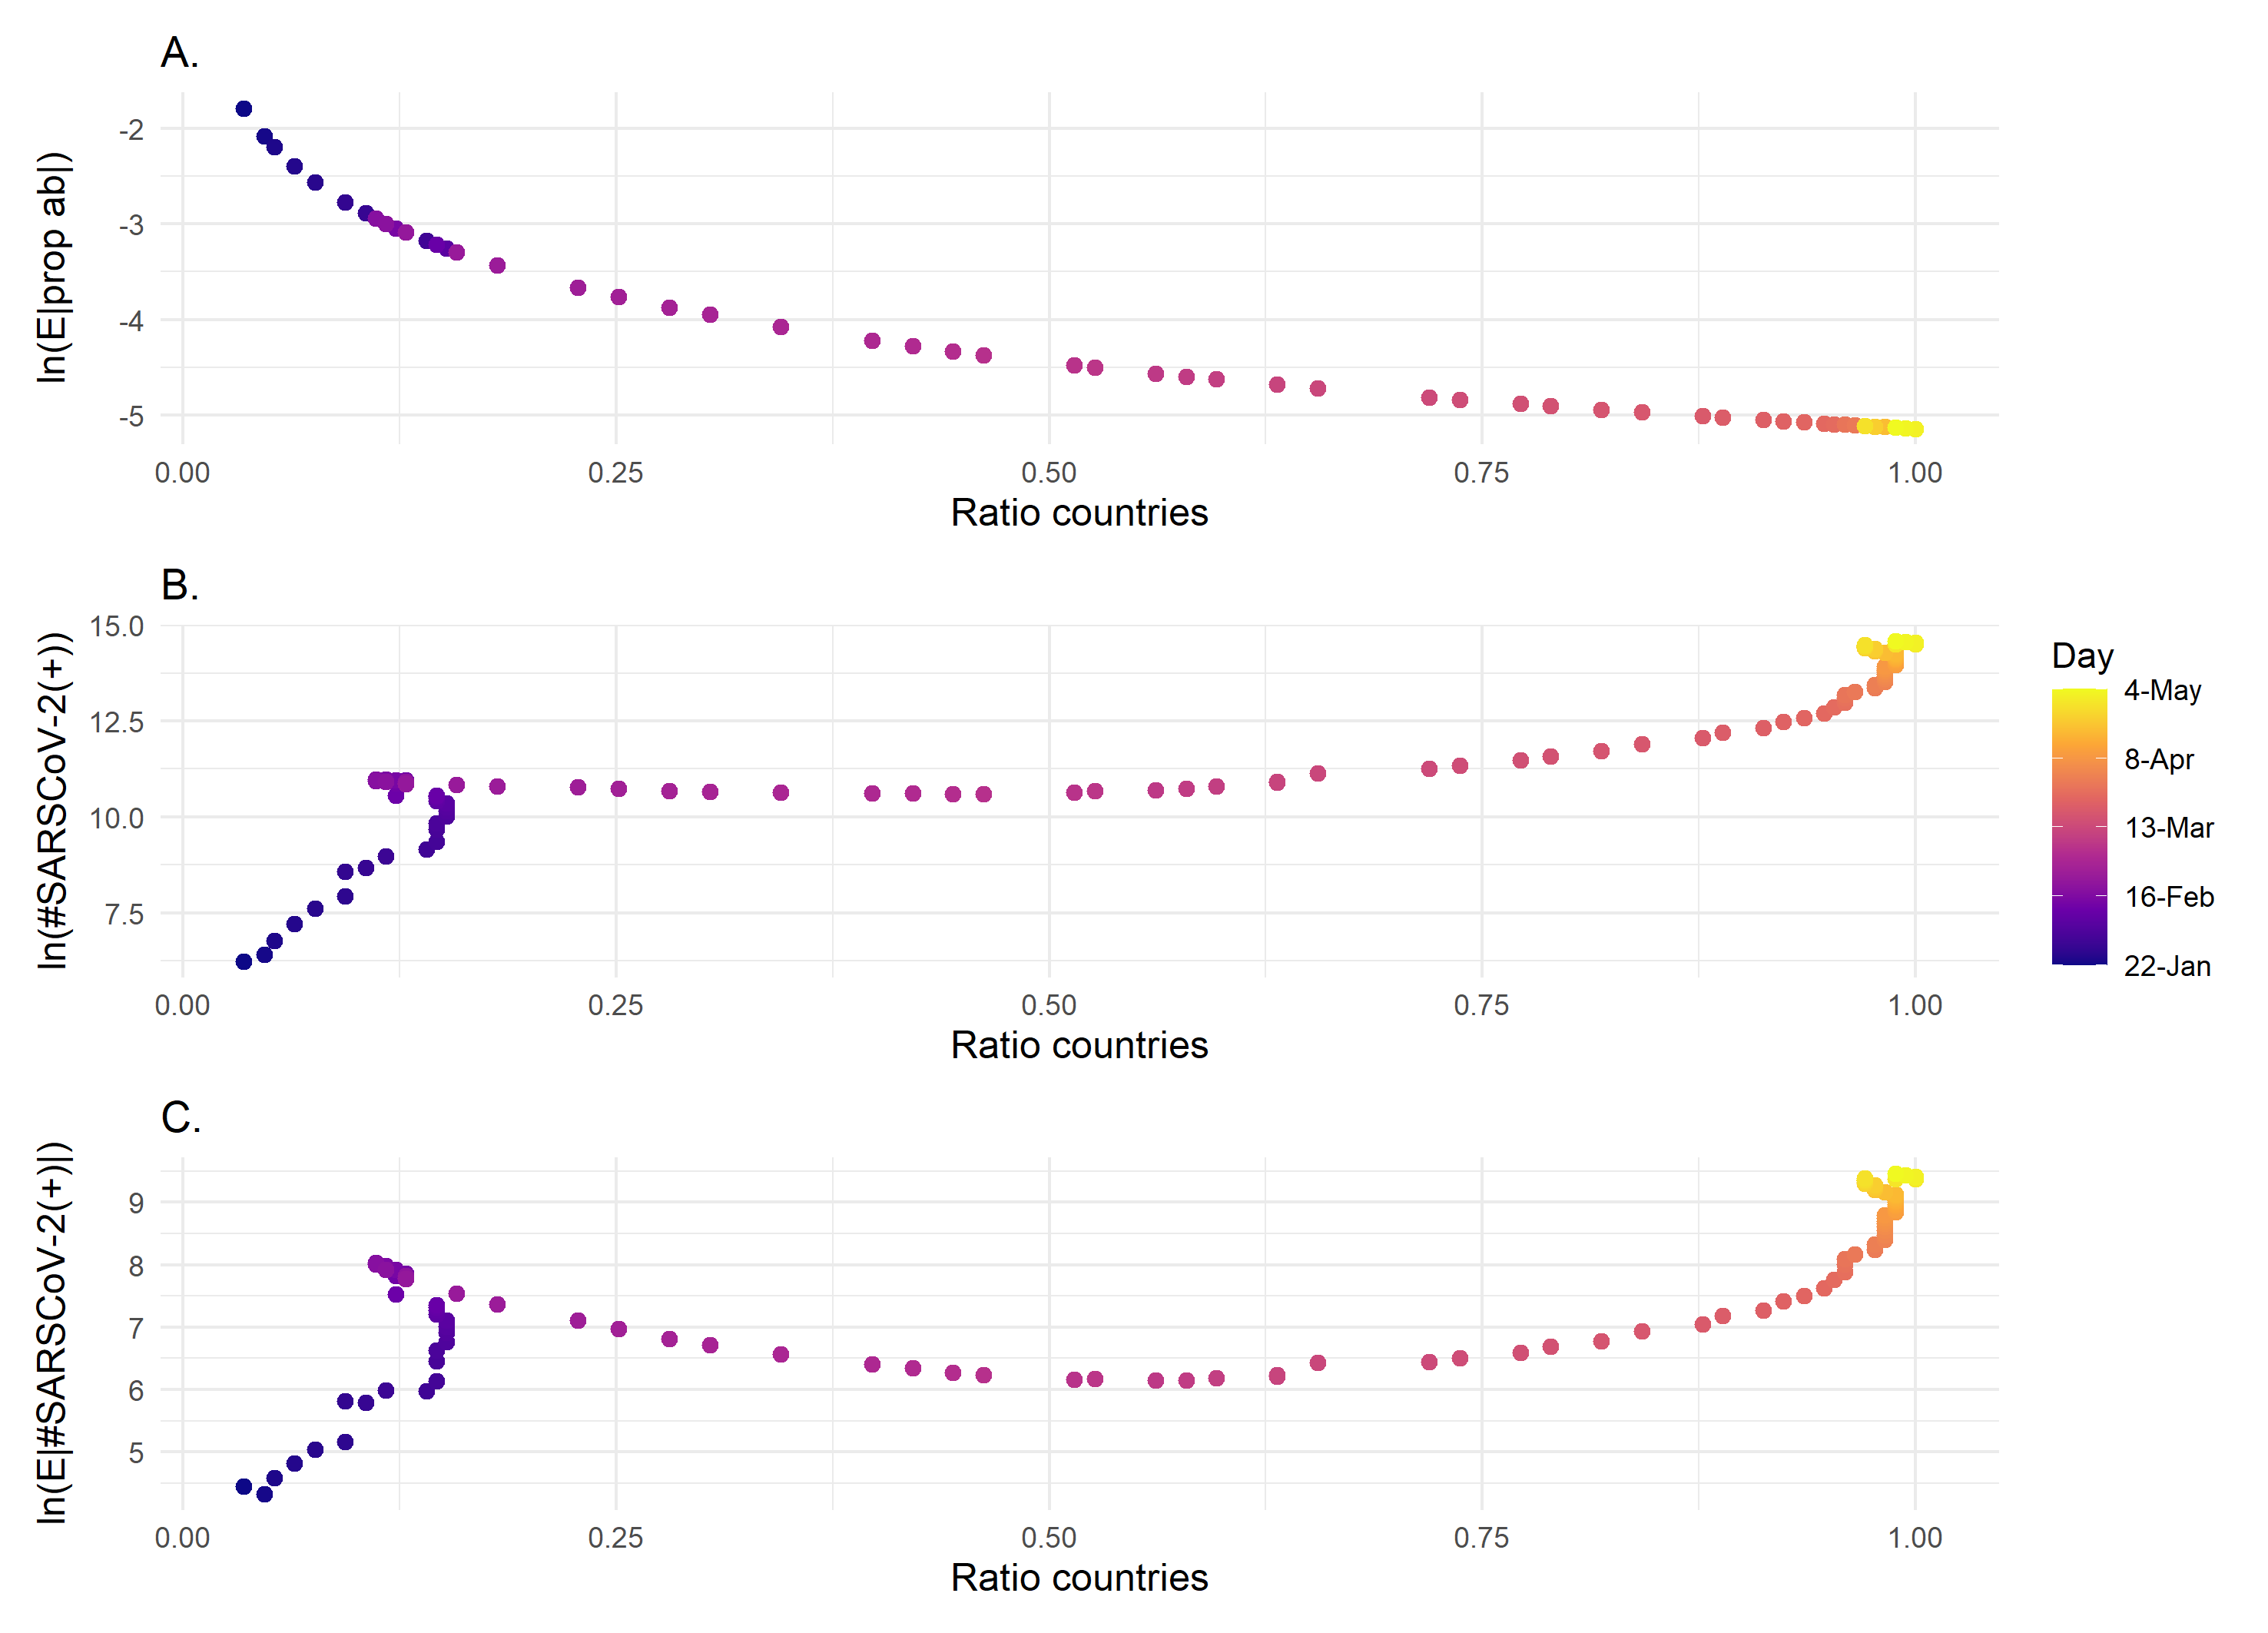 A.
ln(E|prop ab|)
-2
-3
-4
-5
0.00 0.25 0.50 0.75 1.00
Ratio countries
B.
ln(#SARSCoV-2(+))
15.0
12.5
10.0
7.5
0.00 0.25 0.50 0.75 1.00
Ratio countries
Day
4-May
8-Apr
13-Mar
16-Feb
22-Jan
C.
ln(E|#SARSCoV-2(+)|)
9
8
7
6
5
0.00 0.25 0.50 0.75 1.00
Ratio countries